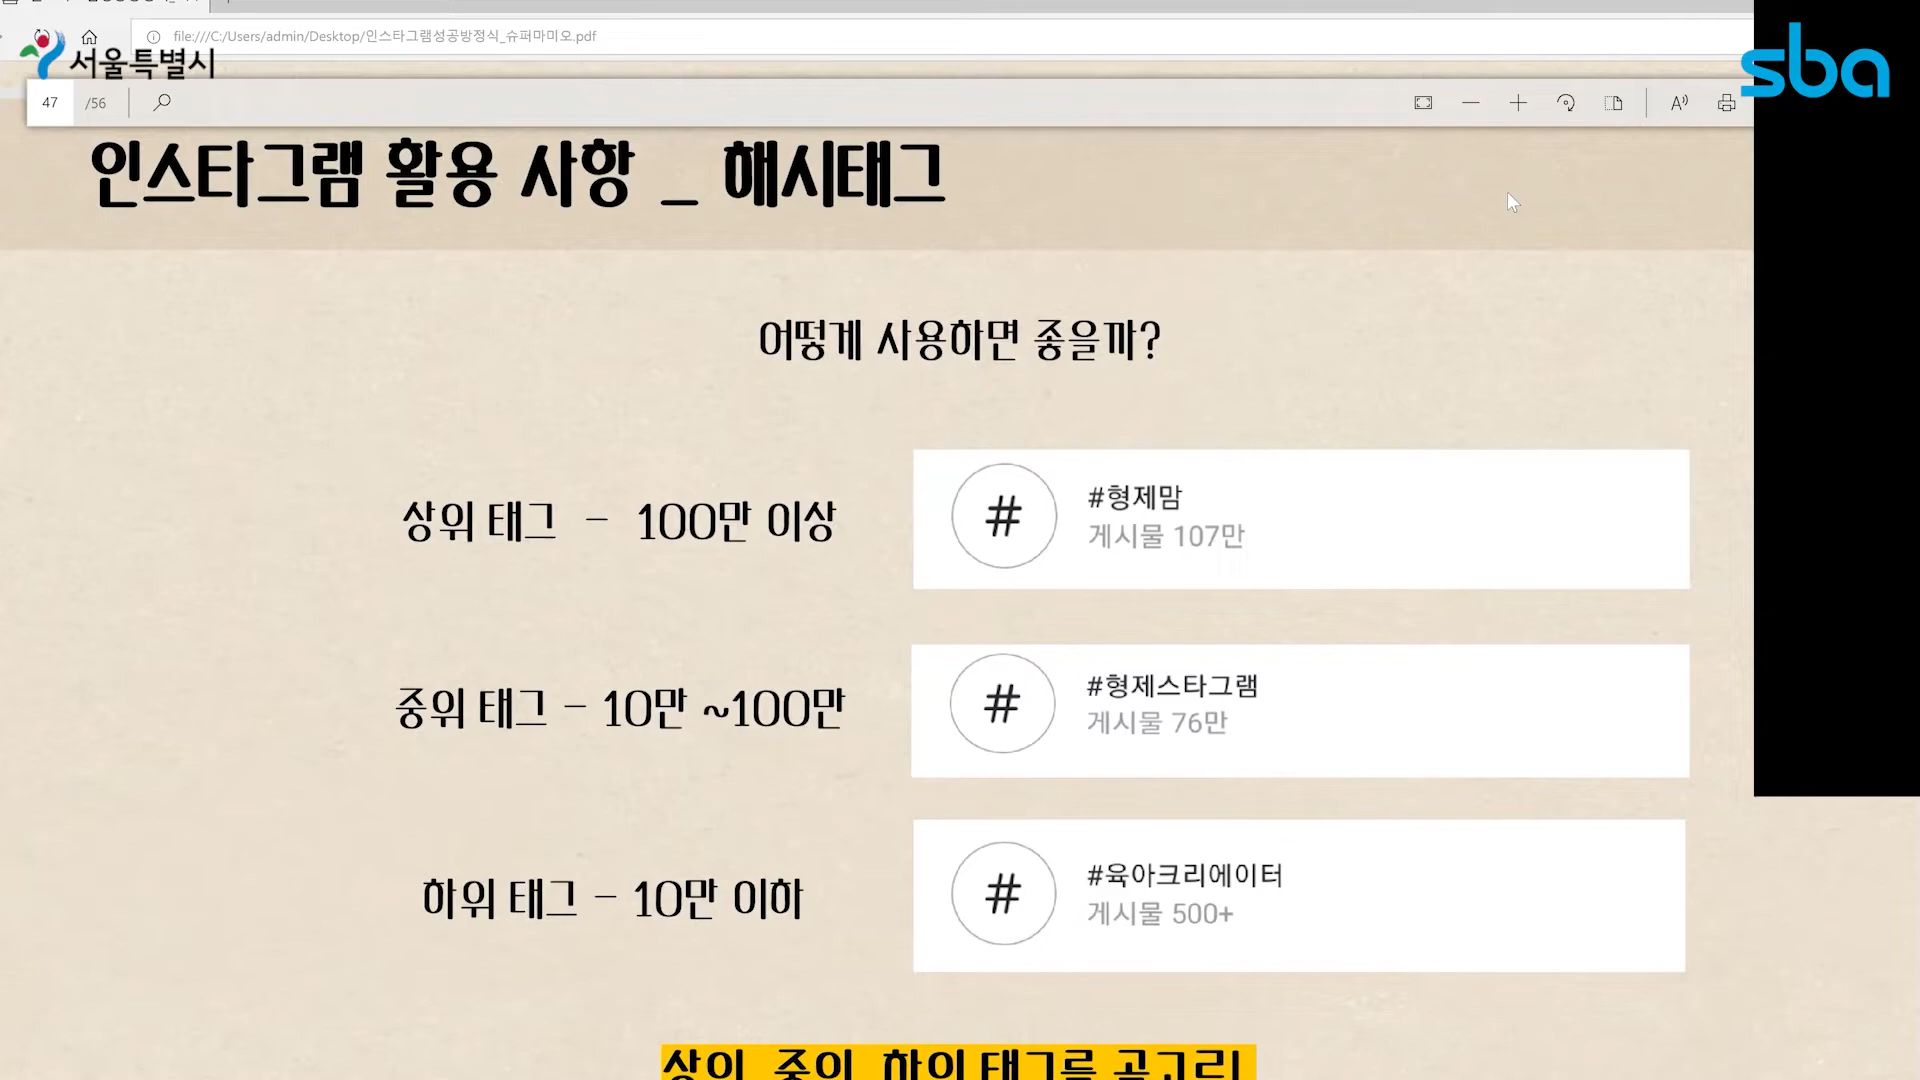 file:///C:/Users/admin/Desktop/인스타그램성공방정식_슈퍼마미오.pdf
서울특별시
sba
47 /56
인스타그램 활용 사항 _ 해시태그
어떻게 사용하면 좋을까?
상위 태그 - 100만 이상
#
#형제맘
게시물 107만
중위 태그 - 10만 ~100만
#
#형제스타그램
게시물 76만
하위 태그 - 10만 이하
#
#육아크리에이터
게시물 500+
상위, 중위, 하위 태그를 골고루!